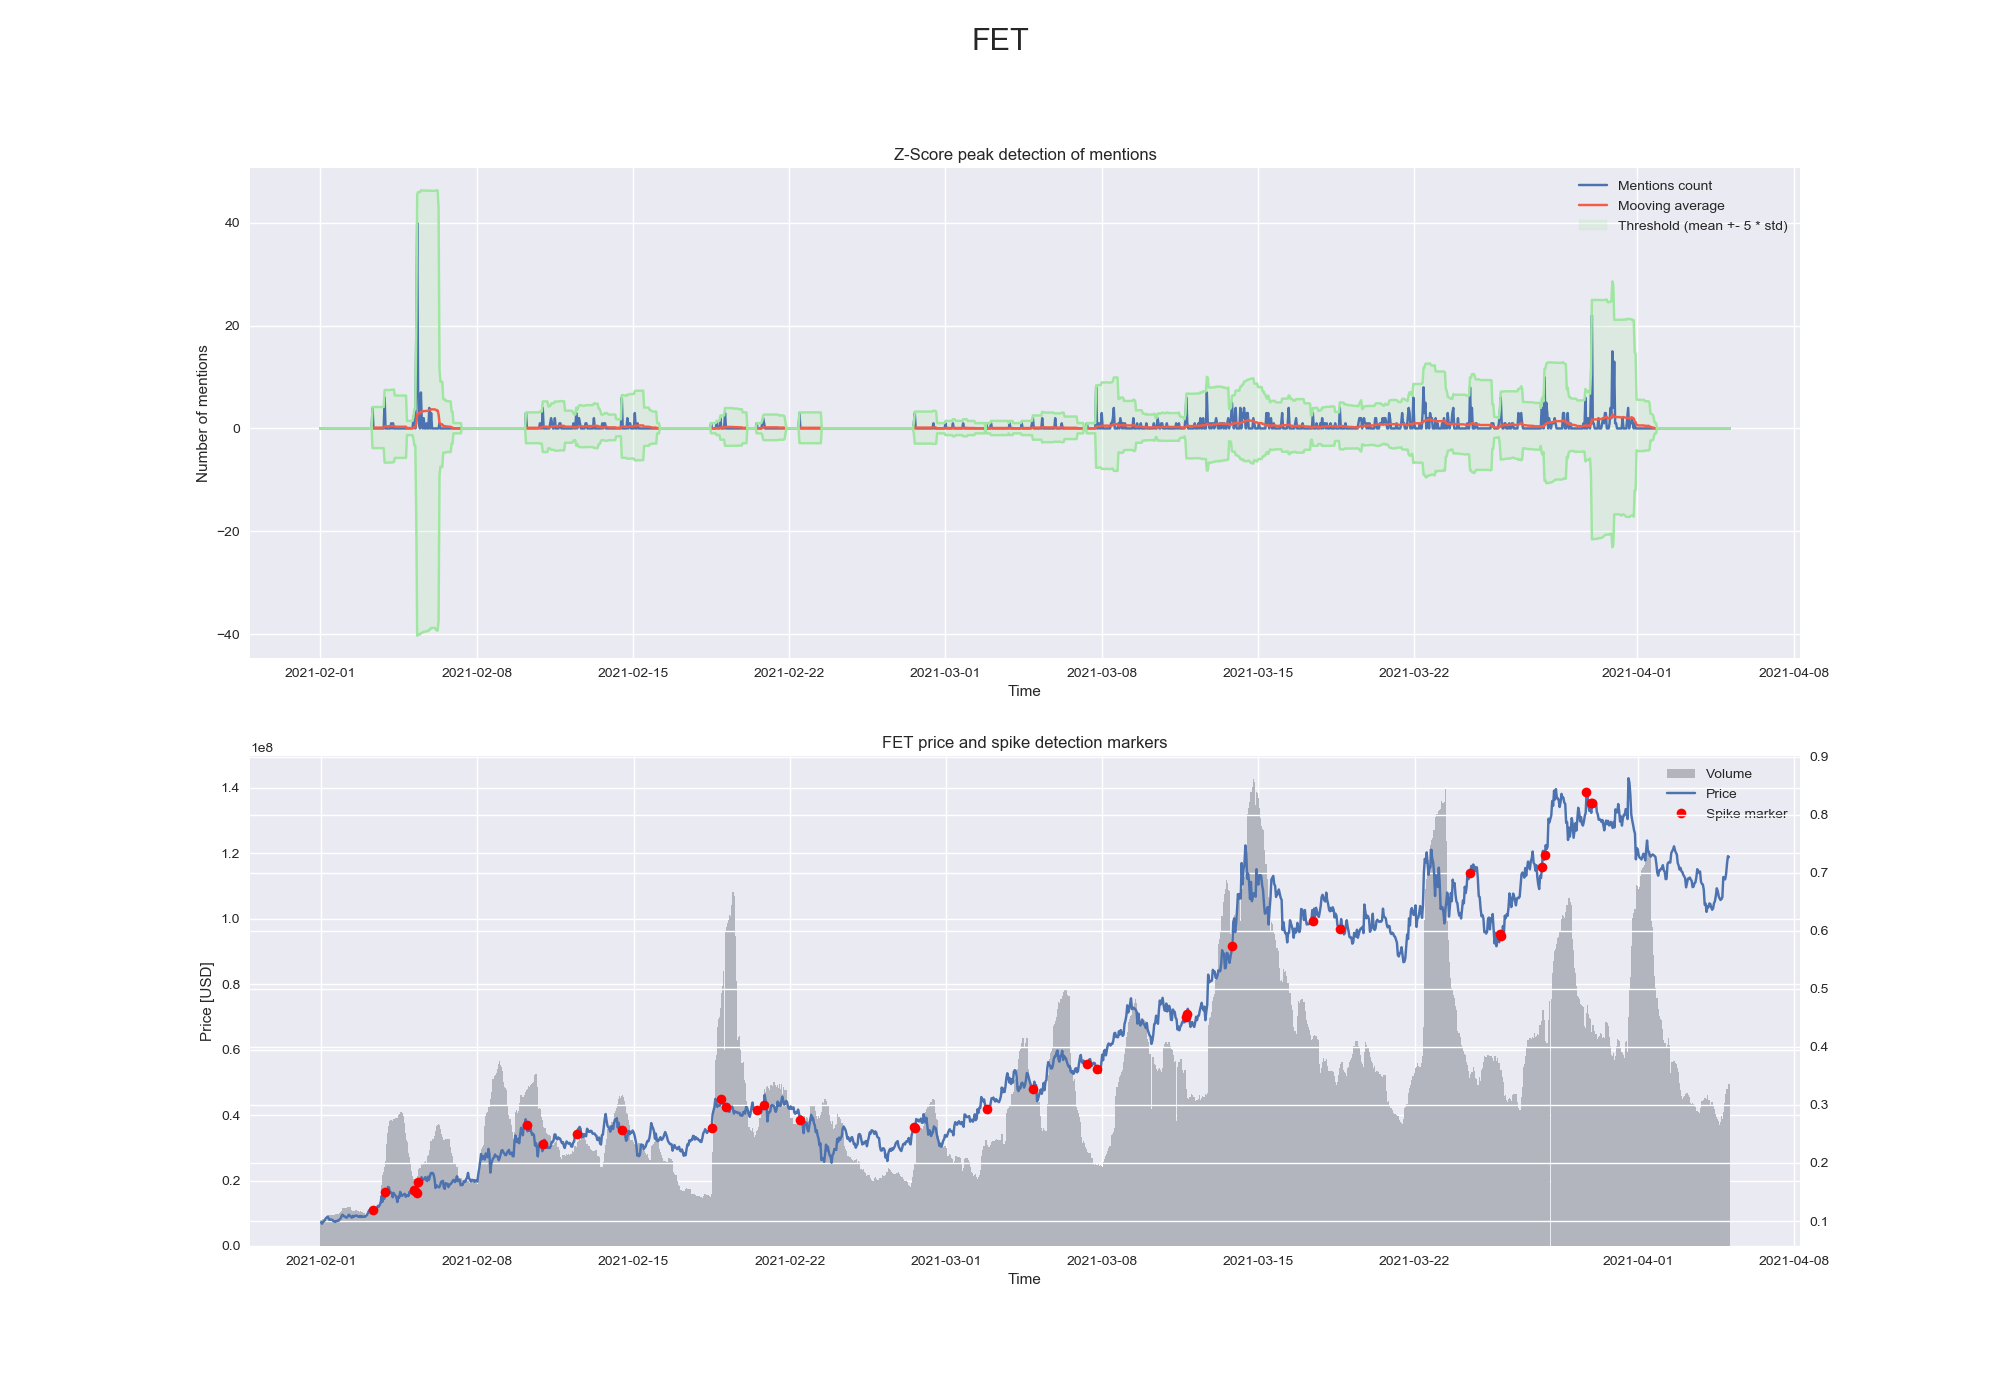 FET
Z-Score peak detection of mentions
Mentions count
Mooving average
Threshold (mean +- 5 * std)
Number of mentions
40
20
0
−20
−40
2021-02-01 2021-02-08 2021-02-15 2021-02-22 2021-03-01 2021-03-08 2021-03-15 2021-03-22 2021-04-01 2021-04-08
Time
FET price and spike detection markers
1e8
Volume
Price
Spike marker
Price [USD]
1.4
1.2
1.0
0.8
0.6
0.4
0.2
0.0
0.9
0.8
0.7
0.6
0.5
0.4
0.3
0.2
0.1
2021-02-01 2021-02-08 2021-02-15 2021-02-22 2021-03-01 2021-03-08 2021-03-15 2021-03-22 2021-04-01 2021-04-08
Time